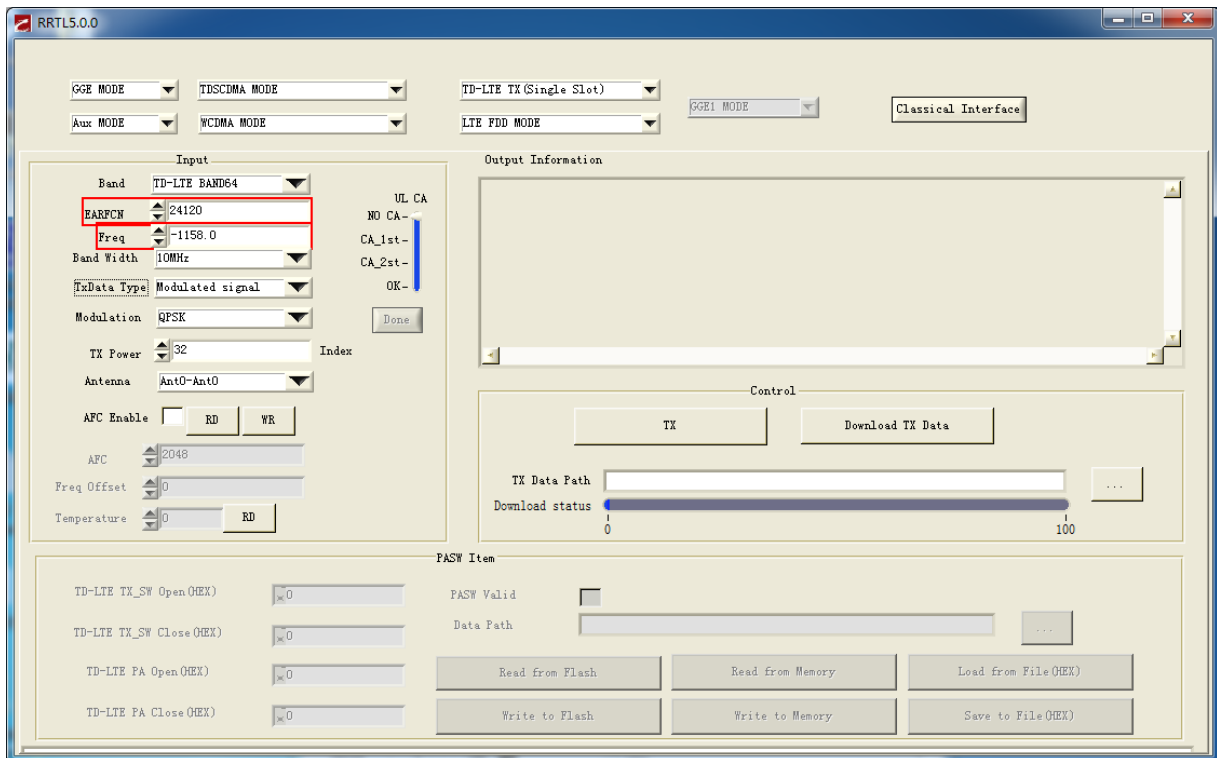 RRTL5.0.0
GGE MODE TDSCDMA MODE TD-LTE TX(Single Slot) GGE1 MODE Classical Interface
Aux MODE WCDMA MODE LTE FDD MODE
Input
Band TD-LTE BAND64
EARFCN 24120
Freq -1158.0
Band Width 10MHz
TxData Type Modulated signal
Modulation QPSK
TX Power 32 Index
Antenna Ant0-Ant0
AFC Enable RD WR
AFC 2048
Freq Offset 0
Temperature 0 RD
UL CA
NO CA
CA_1st
CA_2st
OK
Done
Output Information
Control
TX Download TX Data
TX Data Path ...
Download status
0 100
PASW Item
TD-LTE TX_SW Open(HEX) 0
TD-LTE TX_SW Close(HEX) 0
TD-LTE PA Open(HEX) 0
TD-LTE PA Close(HEX) 0
PASW Valid
Data Path ...
Read from Flash Read from Memory Load from File(HEX)
Write to Flash Write to Memory Save to File(HEX)